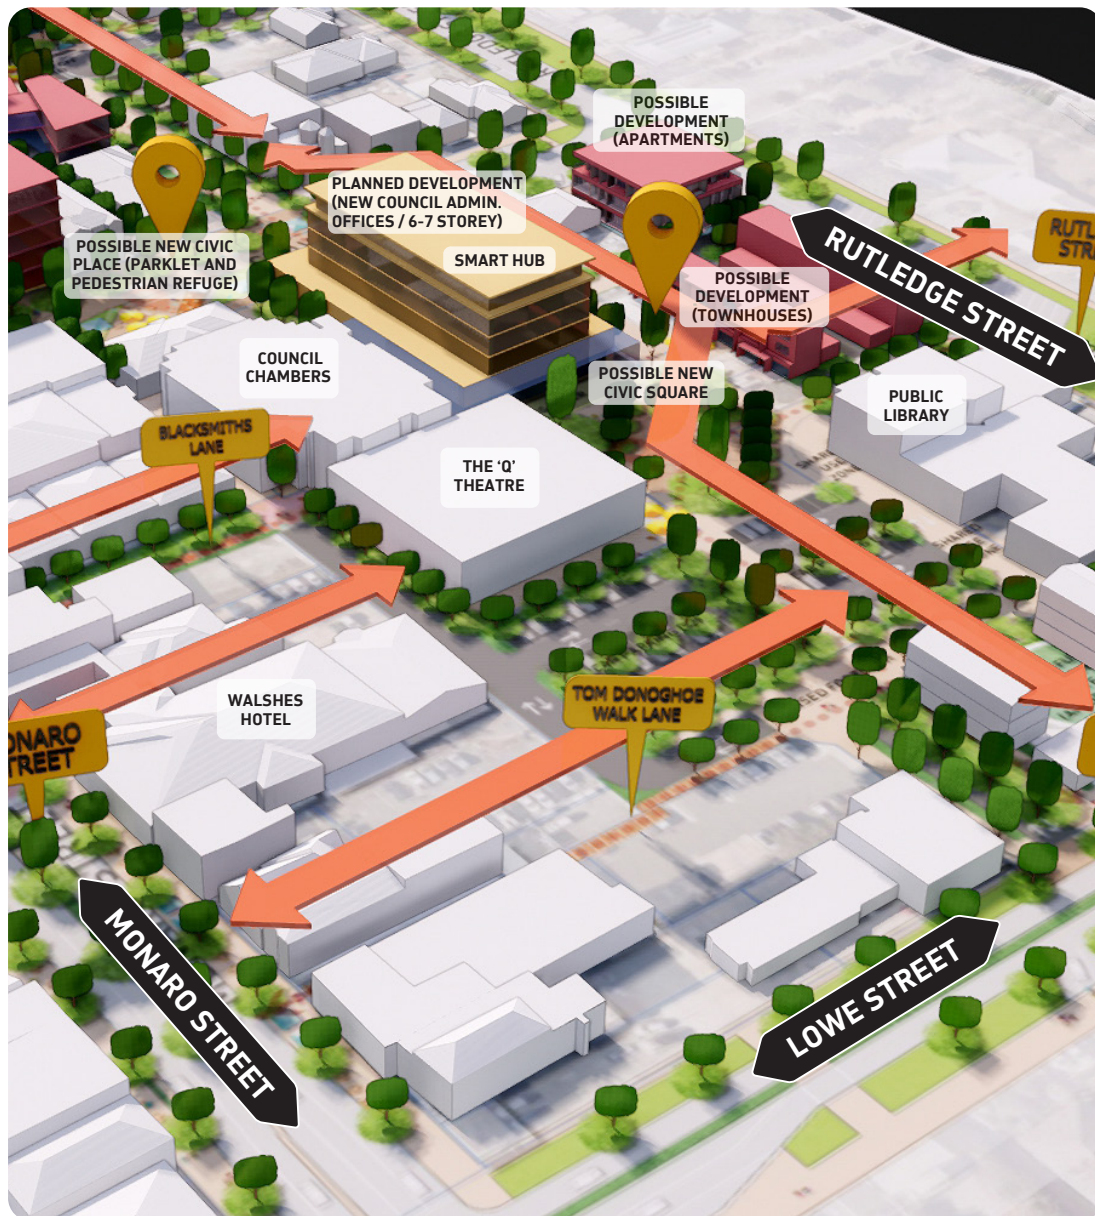 POSSIBLE
DEVELOPMENT
(APARTMENTS)
PLANNED DEVELOPMENT
(NEW COUNCIL ADMIN.
OFFICES / 6-7 STOREY)
SMART HUB
POSSIBLE NEW CIVIC
PLACE (PARKLET AND
PEDESTRIAN REFUGE)
RUTLEDGE STREET
POSSIBLE
DEVELOPMENT
(TOWNHOUSES)
COUNCIL
CHAMBERS
POSSIBLE NEW
CIVIC SQUARE
PUBLIC
LIBRARY
BLACKSMITHS
LANE
THE ‘Q’
THEATRE
WALSHES
HOTEL
TOM DONOGHOE
WALK LANE
ONARO
TREET
MONARO STREET
LOWE STREET